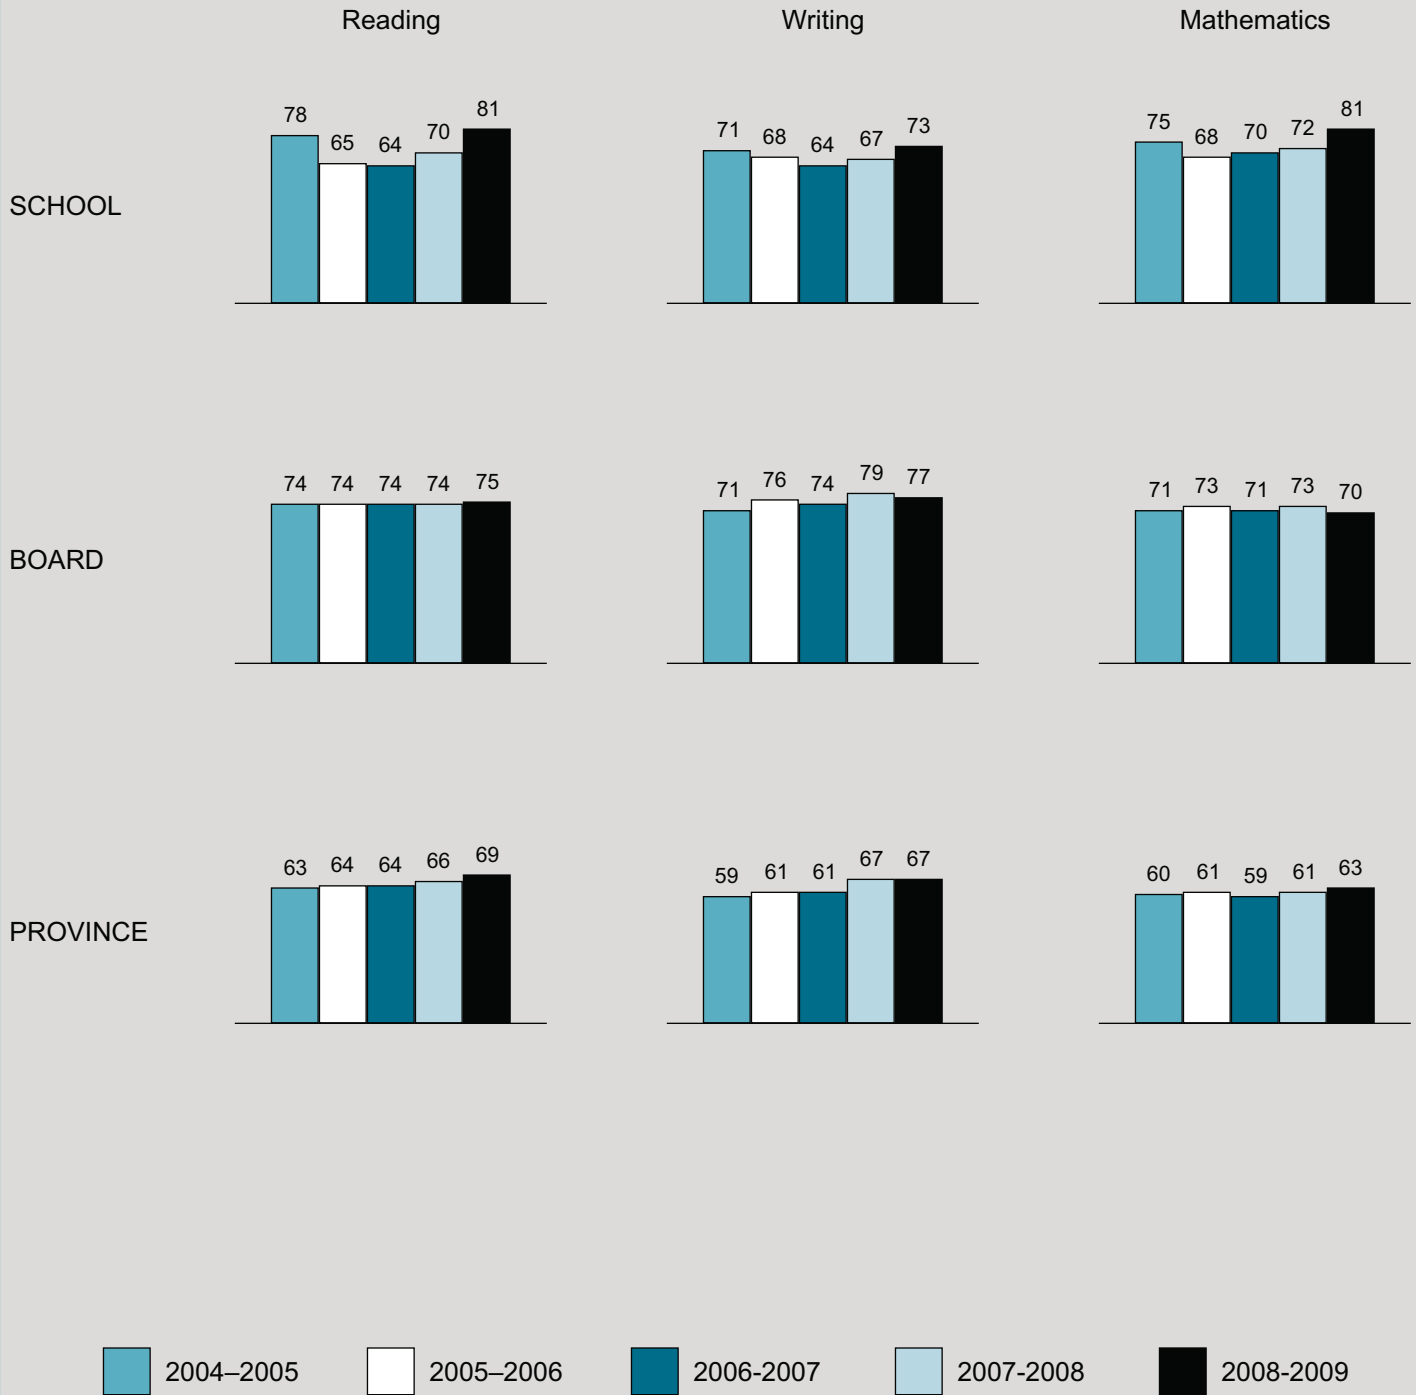 Reading Writing Mathematics
SCHOOL
78 65 64 70 81
71 68 64 67 73
75 68 70 72 81
BOARD
74 74 74 74 75
71 76 74 79 77
71 73 71 73 70
PROVINCE
63 64 64 66 69
59 61 61 67 67
60 61 59 61 63
2004–2005 2005–2006 2006-2007 2007-2008 2008-2009